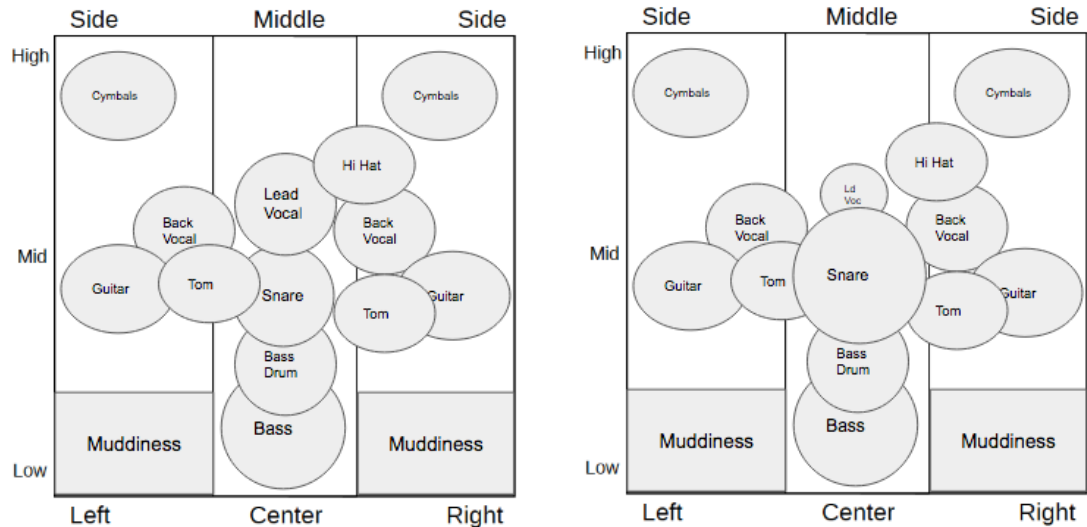 Side Middle Side
High
Cymbals
Cymbals
Hi Hat
Lead
Vocal
Back
Vocal
Back
Vocal
Mid
Guitar
Tom
Snare
Tom
Guitar
Bass
Drum
Bass
Muddiness
Muddiness
Low
Left Center Right
Side Middle Side
High
Cymbals
Cymbals
Hi Hat
Ld
Voc
Back
Vocal
Back
Vocal
Mid
Guitar
Tom
Snare
Tom
Guitar
Bass
Drum
Bass
Muddiness
Muddiness
Low
Left Center Right